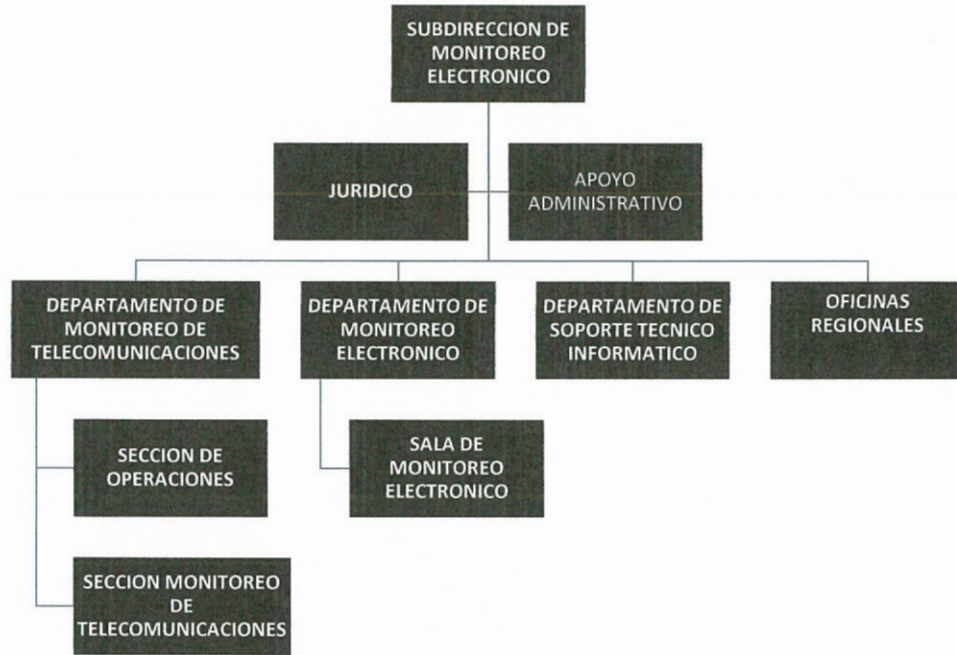 SUBDIRECCION DE
MONITOREO
ELECTRONICO
JURIDICO
APOYO
ADMINISTRATIVO
DEPARTAMENTO DE
MONITOREO DE
TELECOMUNICACIONES
DEPARTAMENTO DE
MONITOREO
ELECTRONICO
DEPARTAMENTO DE
SOPORTE TECNICO
INFORMATICO
OFICINAS
REGIONALES
SECCION DE
OPERACIONES
SALA DE
MONITOREO
ELECTRONICO
SECCION MONITOREO
DE
TELECOMUNICACIONES